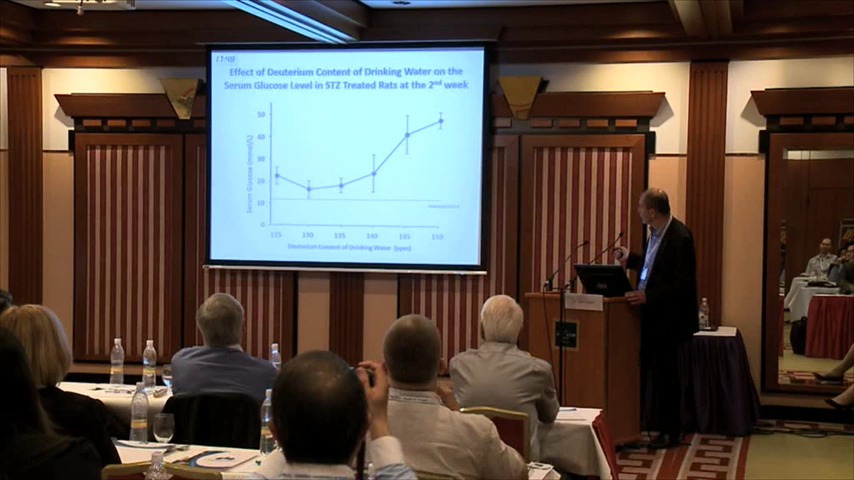 Effect of Deuterium Content of Drinking Water on the
Serum Glucose Level in STZ Treated Rats at the 2nd week
50
40
30
20
10
0
Serum Glucose (mmol/L)
125 130 135 140 145 150
Deuterium Content of Drinking Water (ppm)